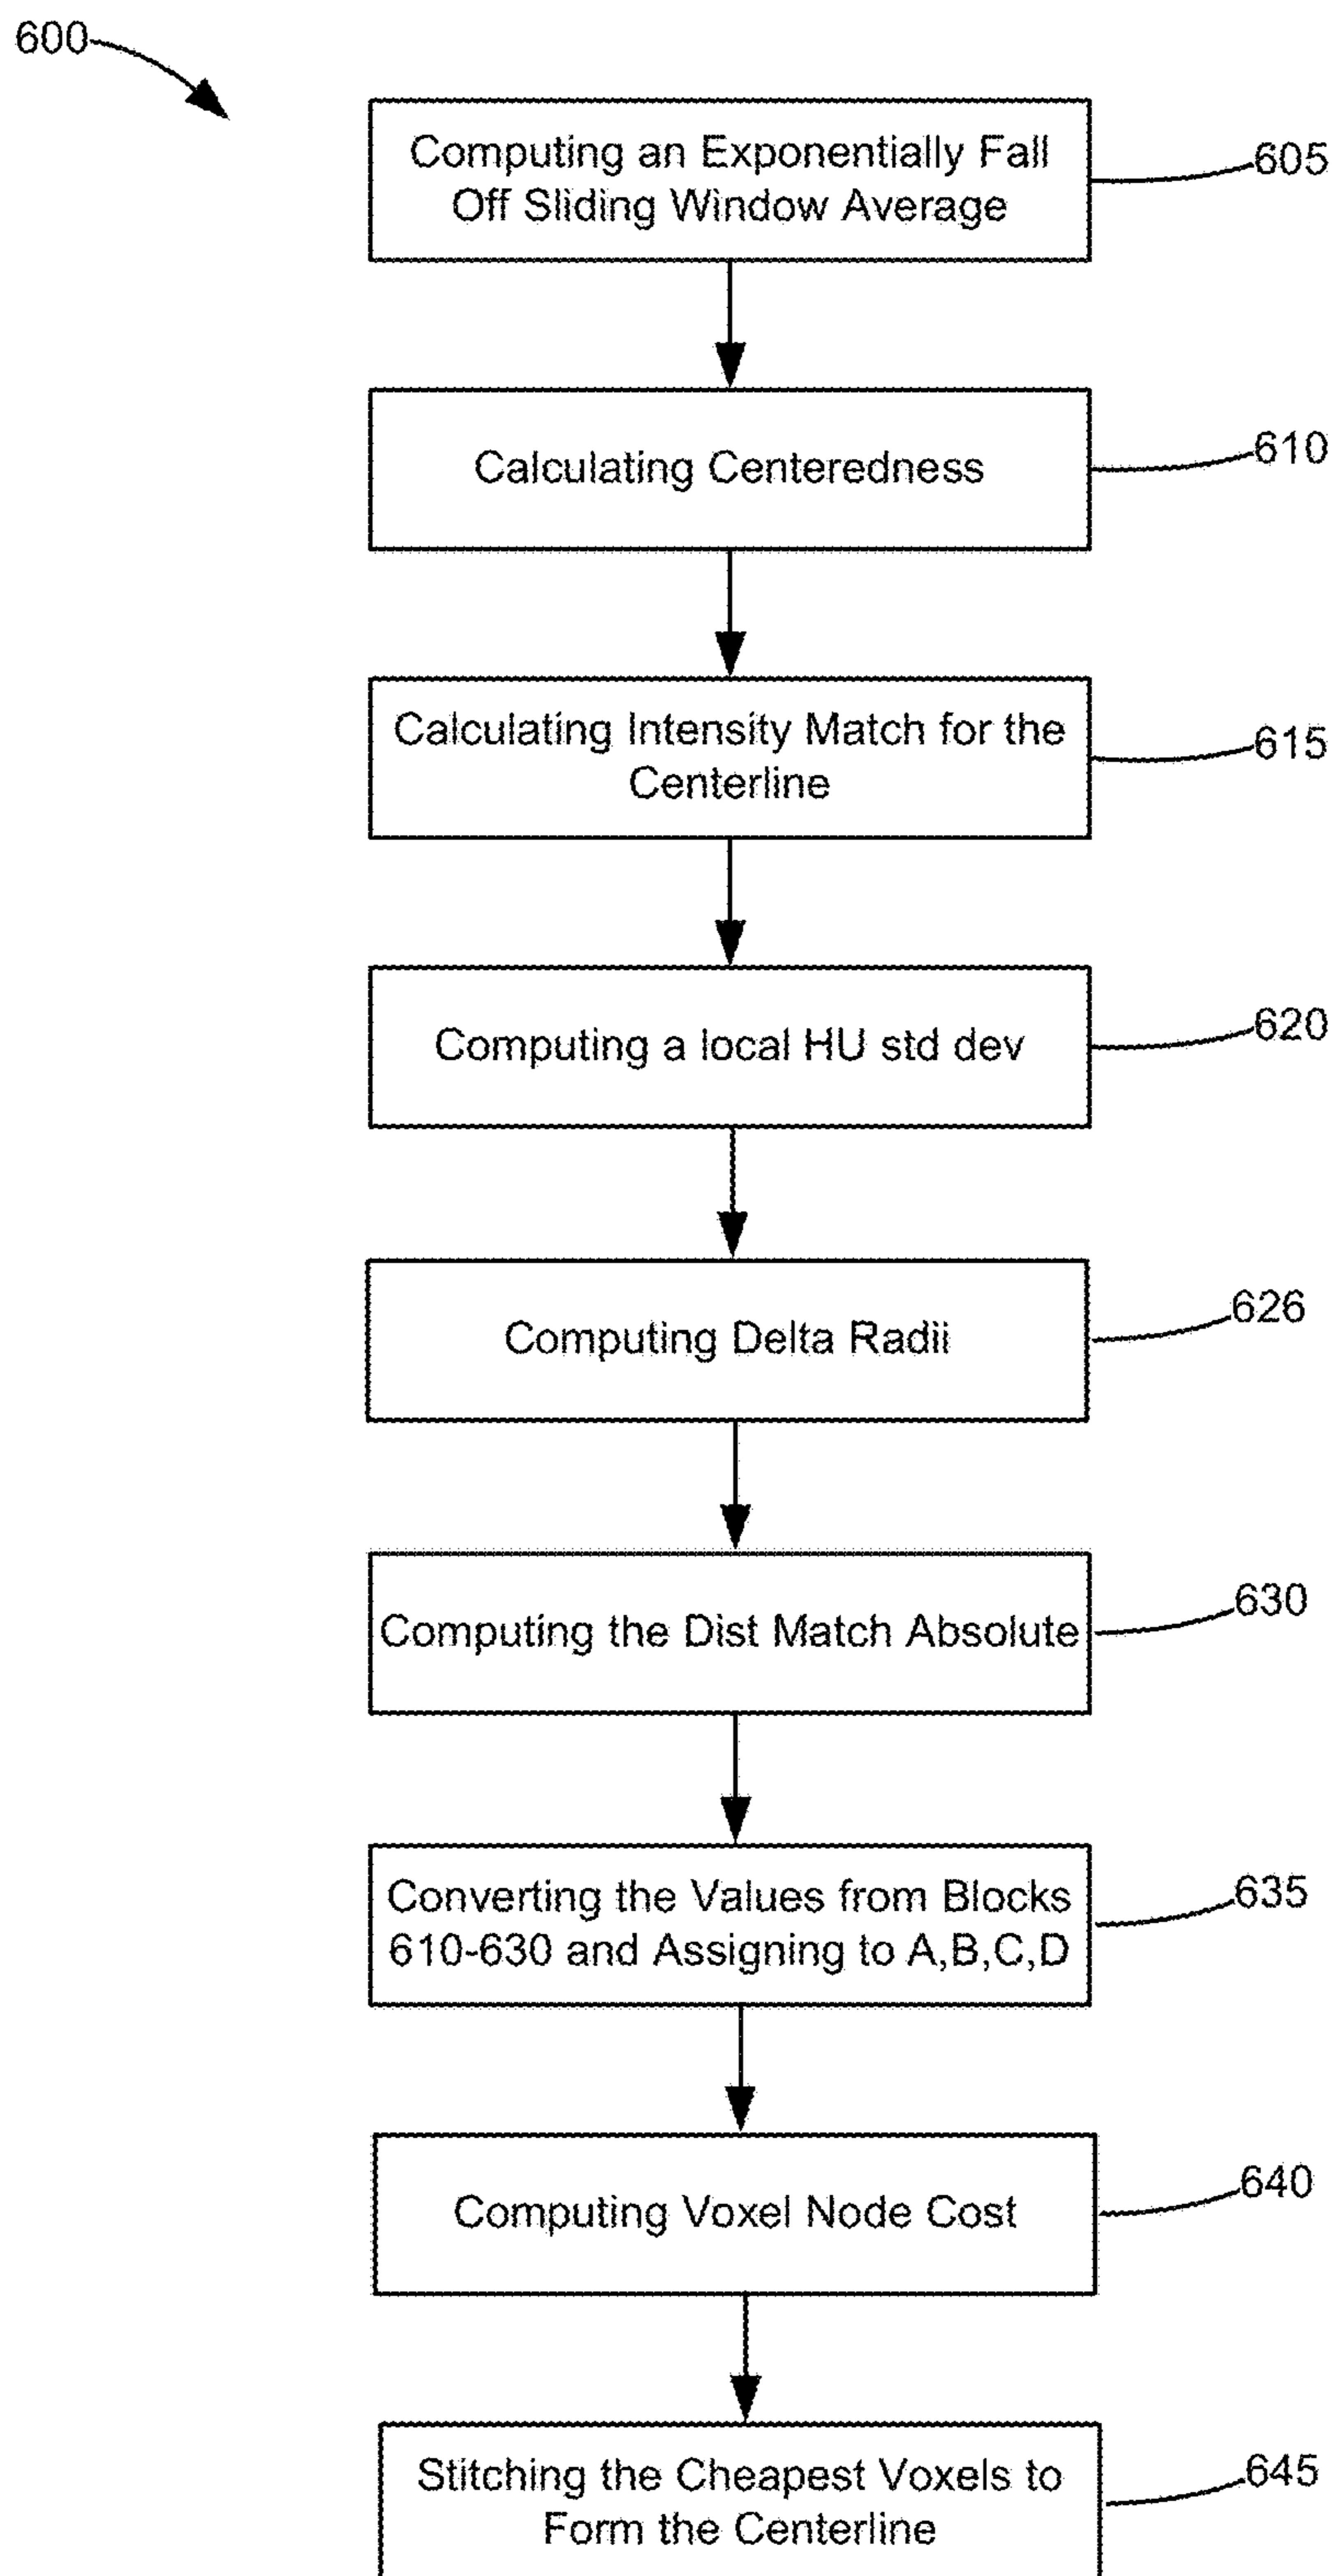 600
Computing an Exponentially Fall
Off Sliding Window Average
605
Calculating Centeredness
610
Calculating Intensity Match for the
Centerline
615
Computing a local HU std dev
620
Computing Delta Radii
626
Computing the Dist Match Absolute
630
Converting the Values from Blocks
610-630 and Assigning to A,B,C,D
635
Computing Voxel Node Cost
640
Stitching the Cheapest Voxels to
Form the Centerline
645